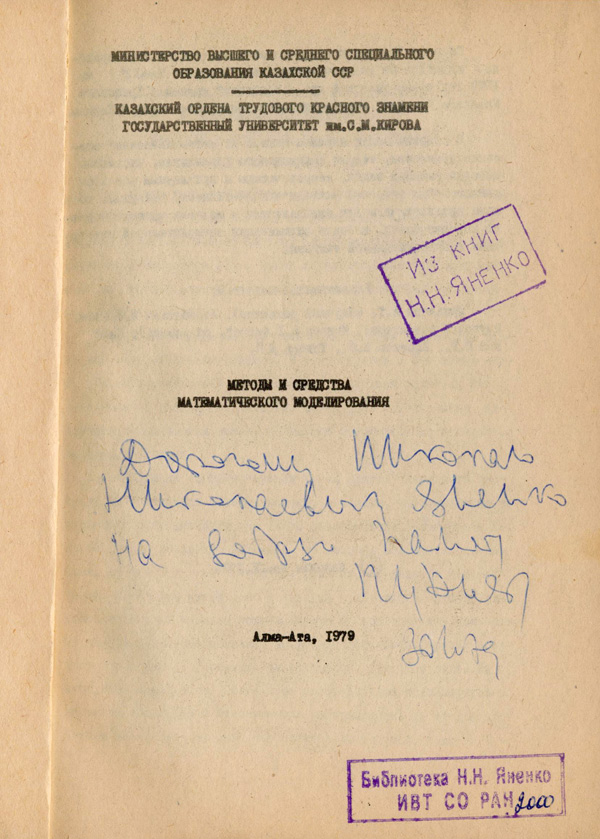 МИНИСТЕРСТВО ВЫСШЕГО И СРЕДНЕГО СПЕЦИАЛЬНОГО
ОБРАЗОВАНИЯ КАЗАХСКОЙ ССР
КАЗАХСКИЙ ОРДЕНА ТРУДОВОГО КРАСНОГО ЗНАМЕНИ
ГОСУДАРСТВЕННЫЙ УНИВЕРСИТЕТ им.С.М.КИРОВА
ИЗ КНИГ
Н.Н. ЯНЕНКО
МЕТОДЫ И СРЕДСТВА
МАТЕМАТИЧЕСКОГО МОДЕЛИРОВАНИЯ
Дорогому Николаю
Николаевичу Яненко
на добрую память
Алма-Ата, 1979
Библиотека Н.Н. Яненко
ИВТ СО РАН 2000